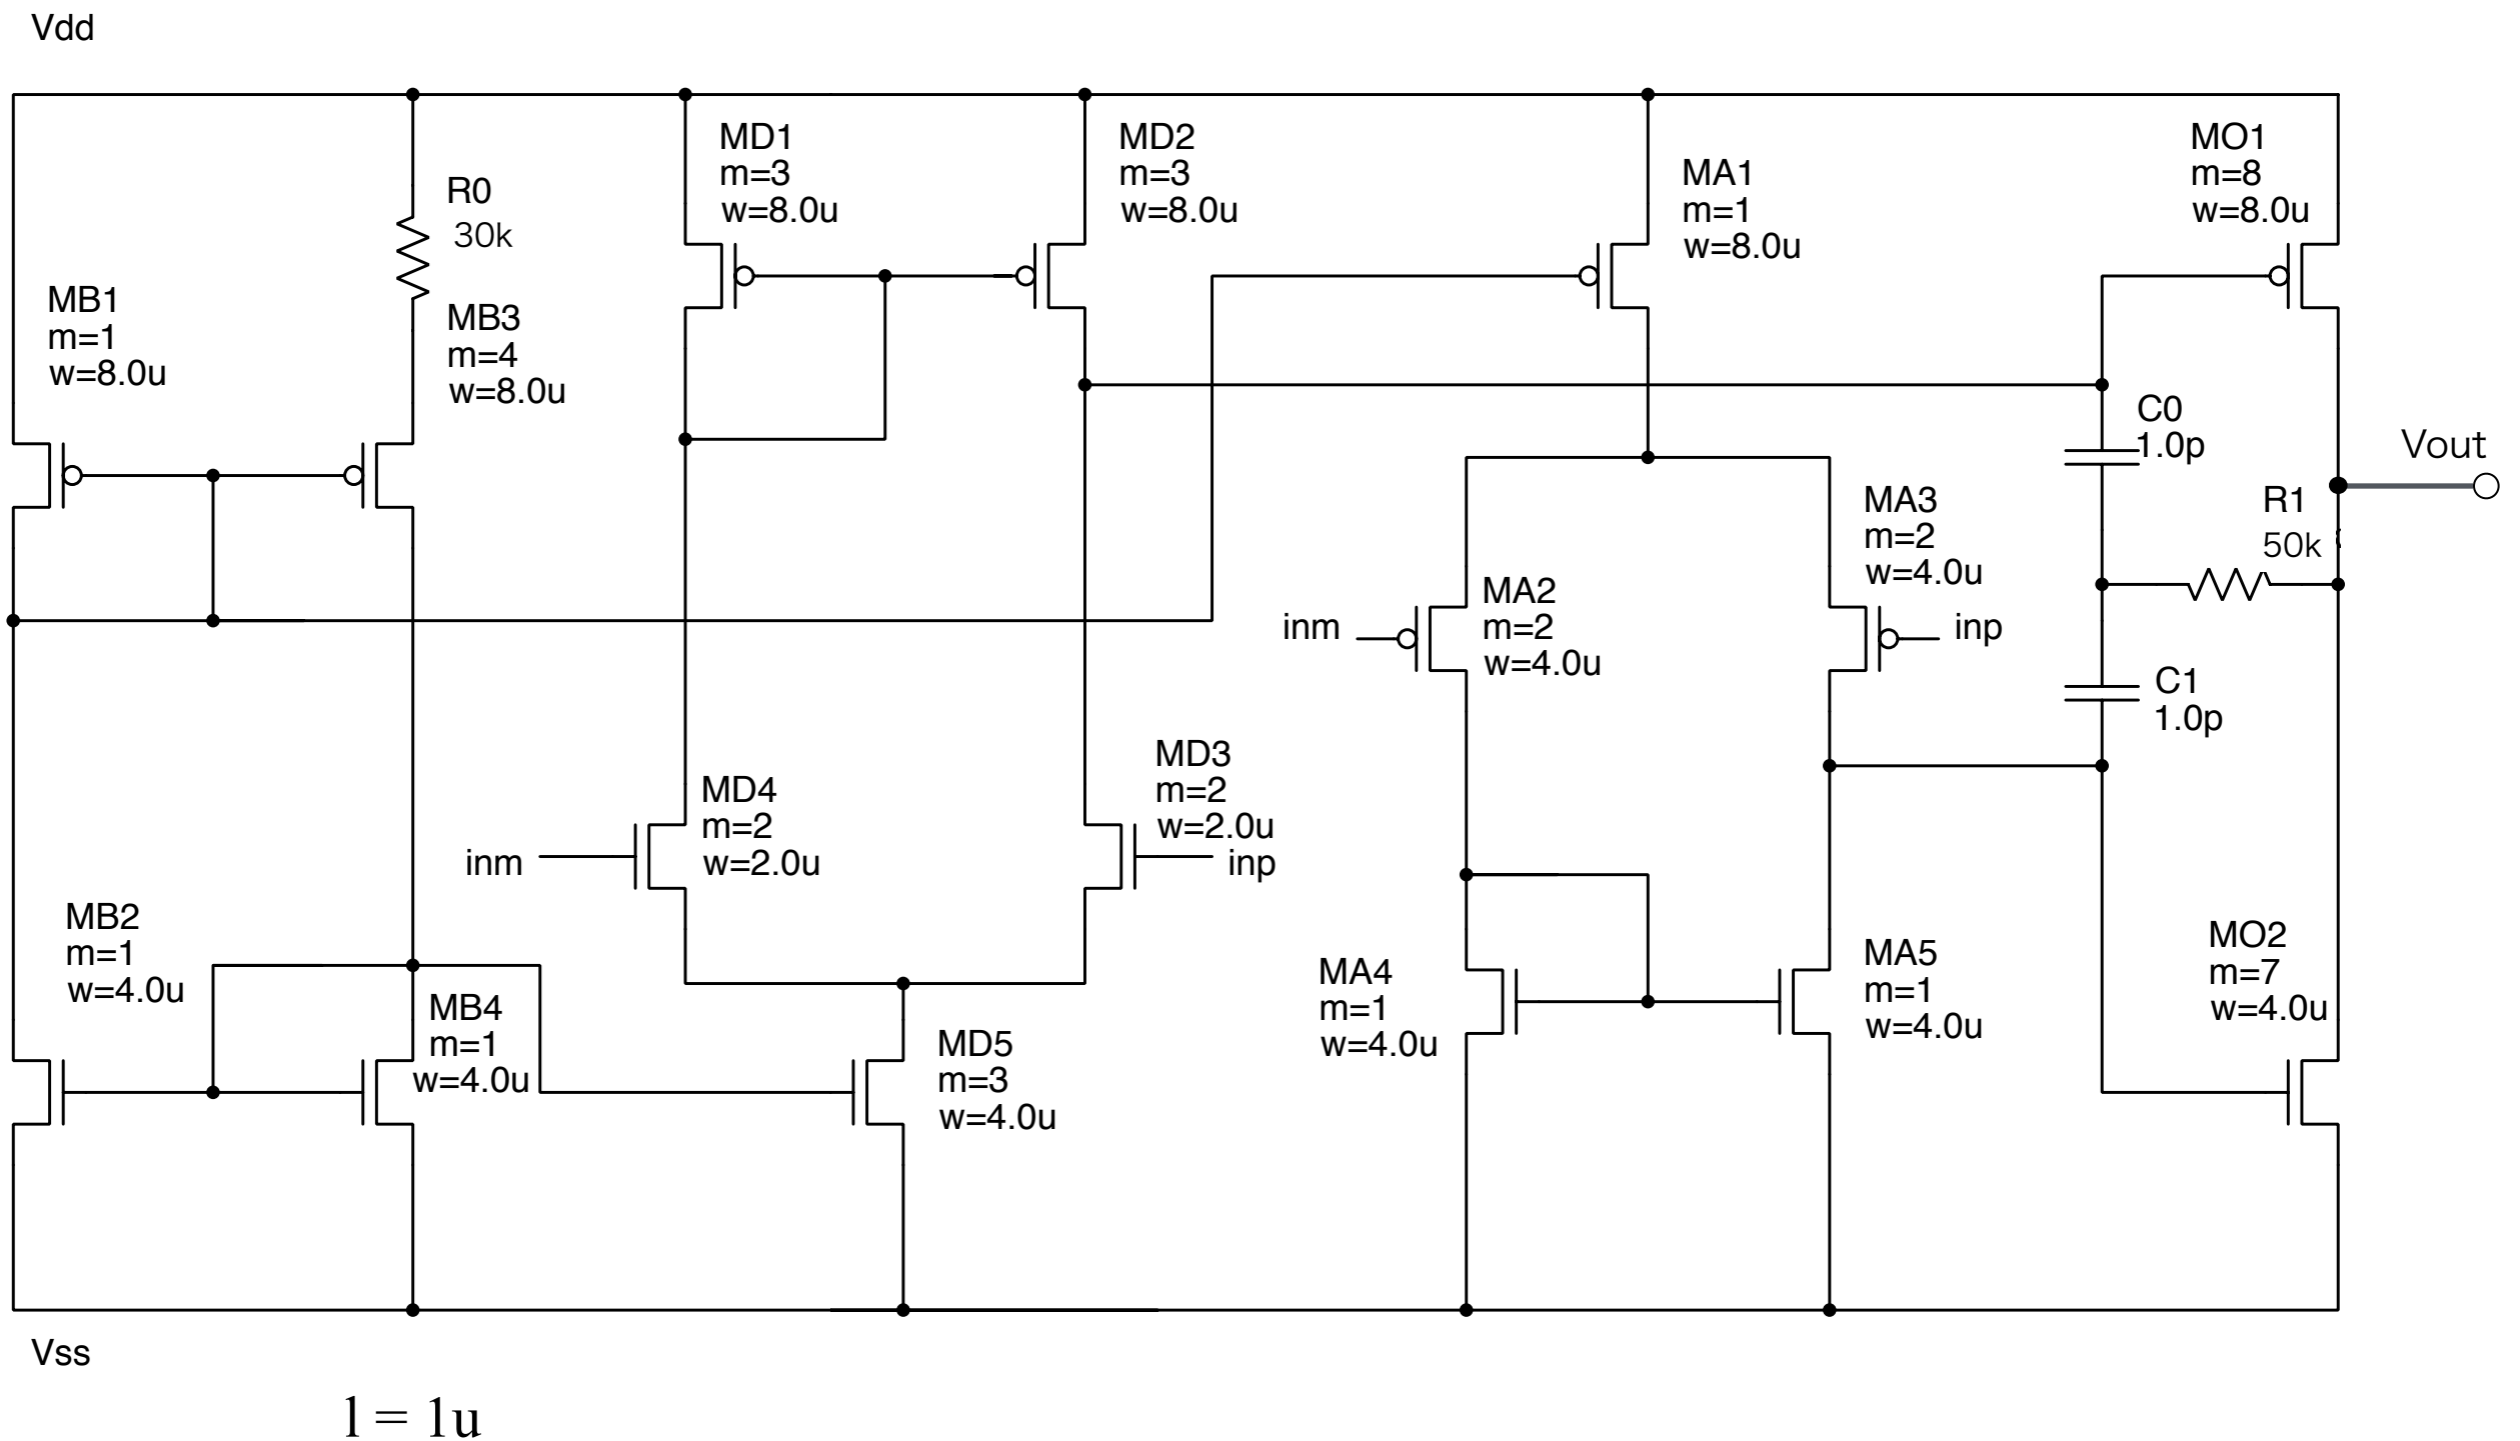 Vdd
MD1
m=3
w=8.0u
MD2
m=3
w=8.0u
MO1
m=8
w=8.0u
MA1
m=1
w=8.0u
R0
30k
MB1
m=1
w=8.0u
MB3
m=4
w=8.0u
C0
1.0p
Vout
R1
50k
MA3
m=2
w=4.0u
MA2
m=2
w=4.0u
inm
inp
C1
1.0p
MD3
m=2
w=2.0u
MD4
m=2
w=2.0u
inm
inp
MB2
m=1
w=4.0u
MB4
m=1
w=4.0u
MD5
m=3
w=4.0u
MA4
m=1
w=4.0u
MA5
m=1
w=4.0u
MO2
m=7
w=4.0u
Vss
l = 1u